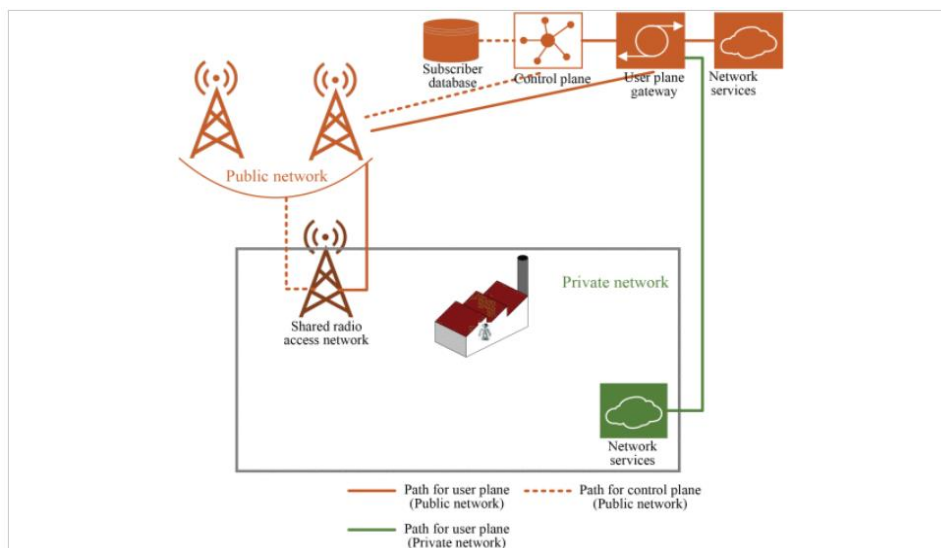 Subscriber
database
Control plane
User plane
gateway
Network
services
Public network
Private network
Shared radio
access network
Network
services
Path for user plane
(Public network)
Path for control plane
(Public network)
Path for user plane
(Private network)